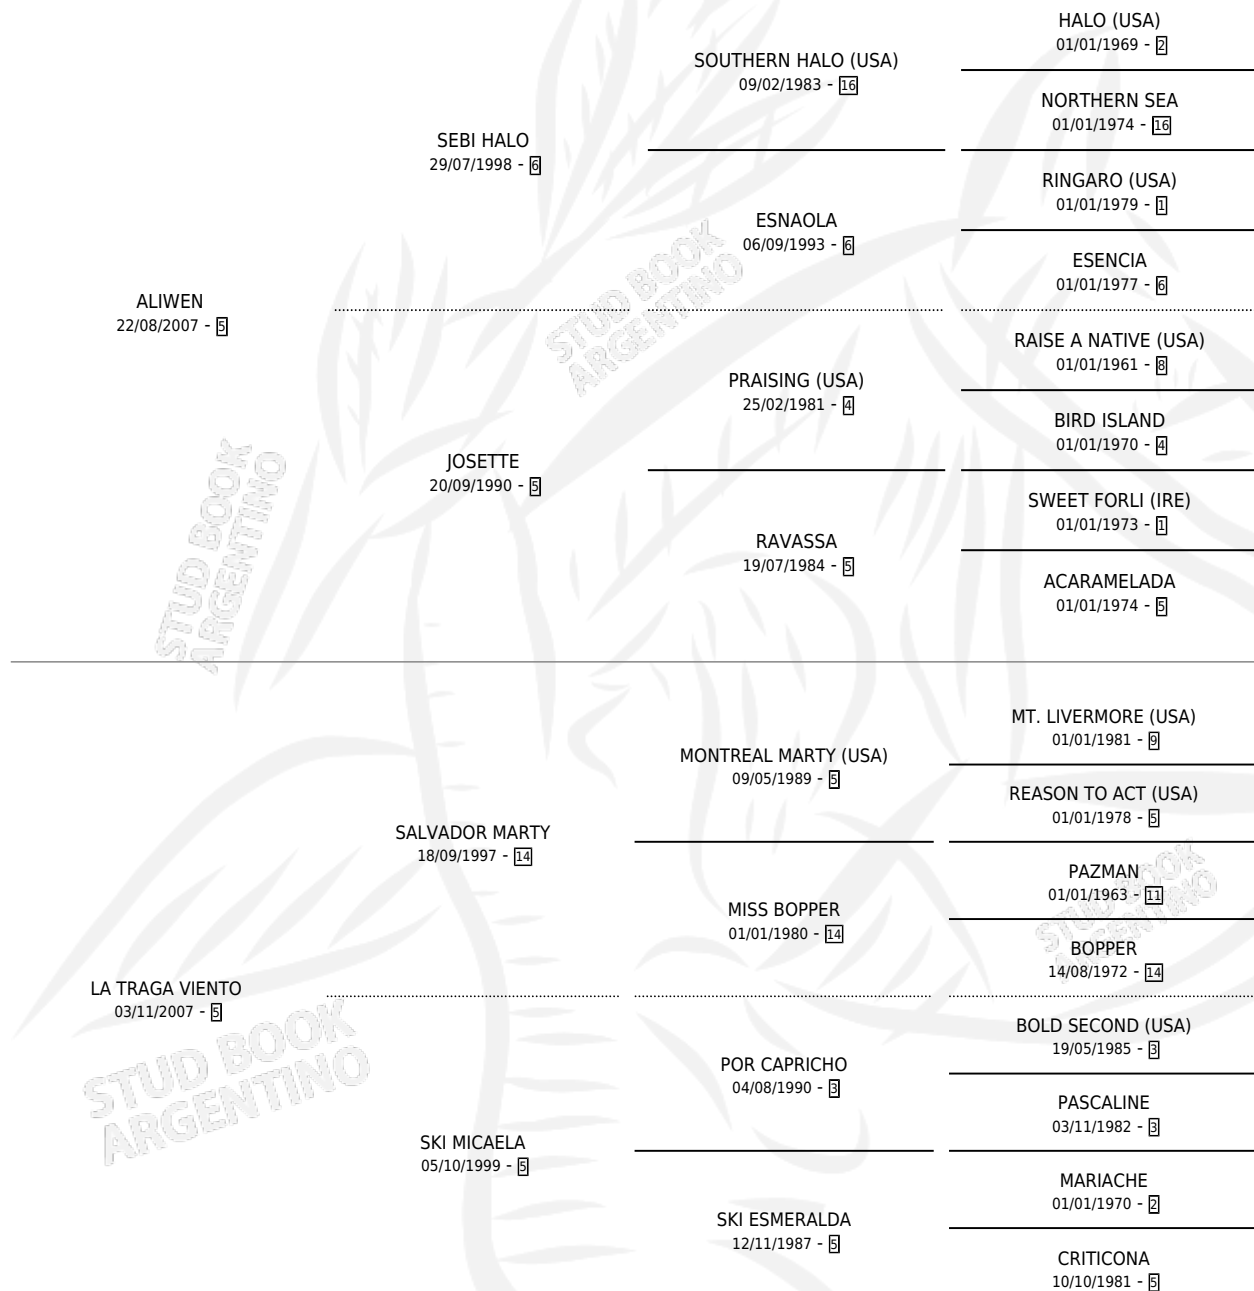 HALO (USA)
01/01/1969 - 2
SOUTHERN HALO (USA)
09/02/1983 - 16
NORTHERN SEA
01/01/1974 - 16
SEBI HALO
29/07/1998 - 6
RINGARO (USA)
01/01/1979 - 1
ESNAOLA
06/09/1993 - 6
ESENCIA
01/01/1977 - 6
ALIWEN
22/08/2007 - 5
RAISE A NATIVE (USA)
01/01/1961 - 8
PRAISING (USA)
25/02/1981 - 4
BIRD ISLAND
01/01/1970 - 4
JOSETTE
20/09/1990 - 5
SWEET FORLI (IRE)
01/01/1973 - 1
RAVASSA
19/07/1984 - 5
ACARAMELADA
01/01/1974 - 5
MT. LIVERMORE (USA)
01/01/1981 - 9
MONTREAL MARTY (USA)
09/05/1989 - 5
REASON TO ACT (USA)
01/01/1978 - 5
SALVADOR MARTY
18/09/1997 - 14
PAZMAN
01/01/1963 - 11
MISS BOPPER
01/01/1980 - 14
BOPPER
14/08/1972 - 14
LA TRAGA VIENTO
03/11/2007 - 5
BOLD SECOND (USA)
19/05/1985 - 3
POR CAPRICHO
04/08/1990 - 3
PASCALINE
03/11/1982 - 3
SKI MICAELA
05/10/1999 - 5
MARIACHE
01/01/1970 - 2
SKI ESMERALDA
12/11/1987 - 5
CRITICONA
10/10/1981 - 5
STUD BOOK
ARGENTINO
STUD BOOK
ARGENTINO
STUD BOOK
ARGENTINO
STUD BOOK
ARGENTINO